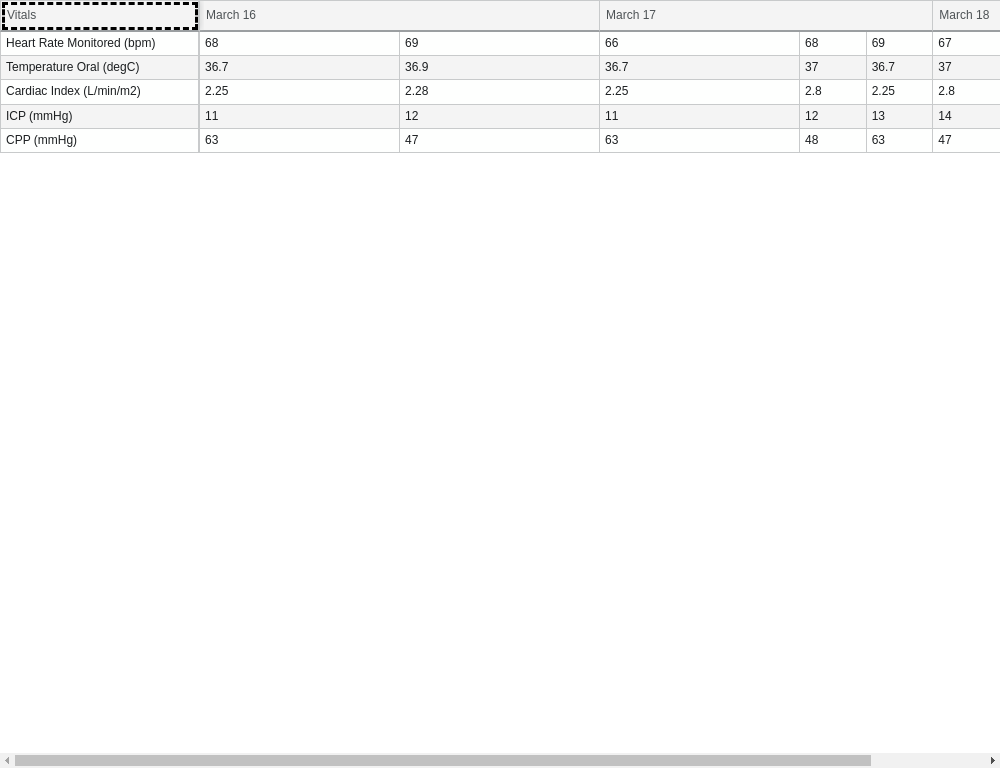 Vitals March 16 March 17 March 18
Heart Rate Monitored (bpm) 68 69 66 68 69 67
Temperature Oral (degC) 36.7 36.9 36.7 37 36.7 37
Cardiac Index (L/min/m2) 2.25 2.28 2.25 2.8 2.25 2.8
ICP (mmHg) 11 12 11 12 13 14
CPP (mmHg) 63 47 63 48 63 47